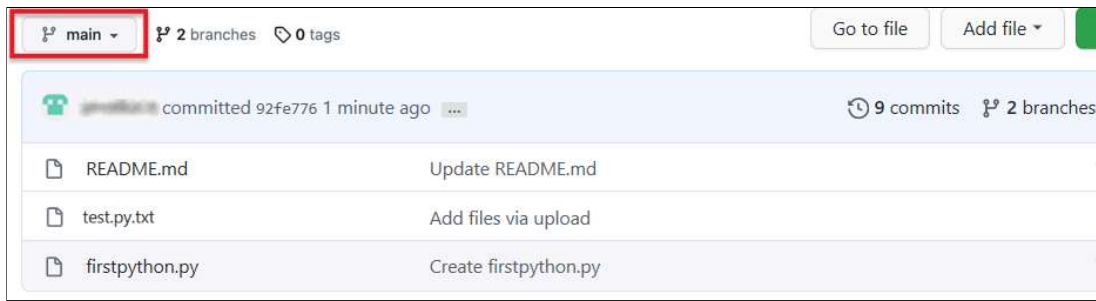 main 2 branches 0 tags Go to file Add file
committed 92fe776 1 minute ago ... 9 commits 2 branches
README.md Update README.md
test.py.txt Add files via upload
firstpython.py Create firstpython.py